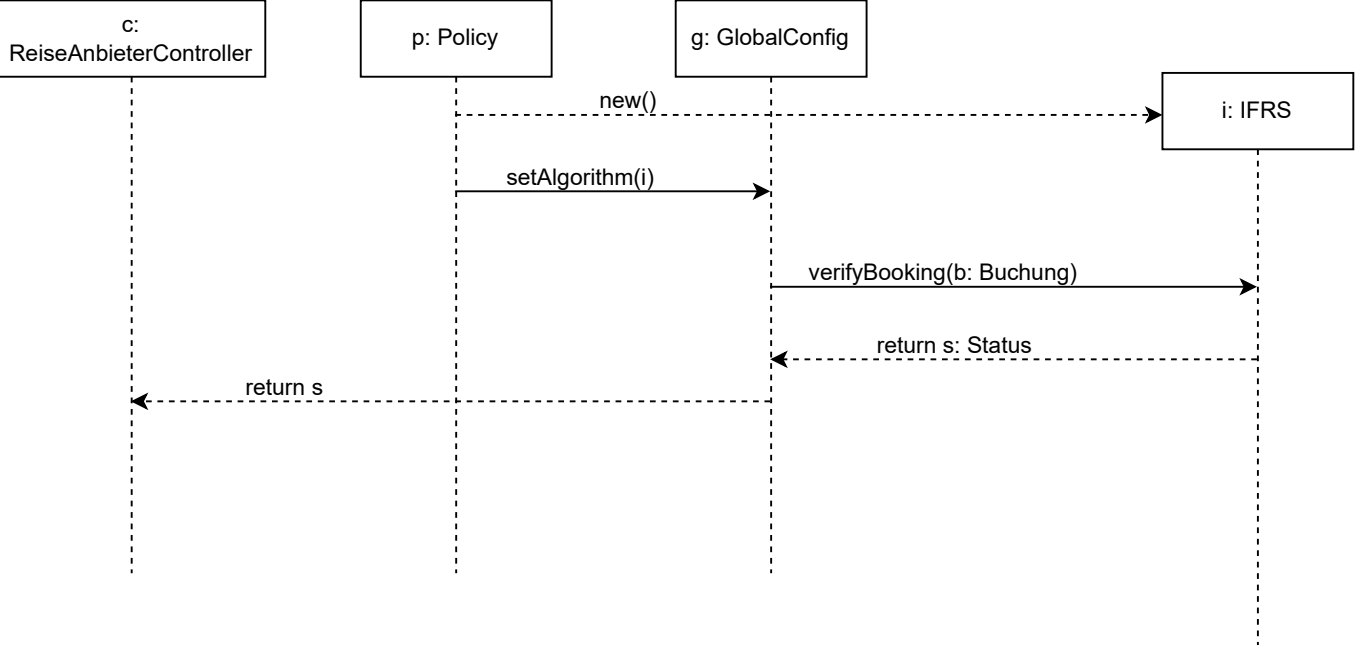 c:
ReiseAnbieterController
p: Policy
g: GlobalConfig
i: IFRS
new()
setAlgorithm(i)
verifyBooking(b: Buchung)
return s: Status
return s